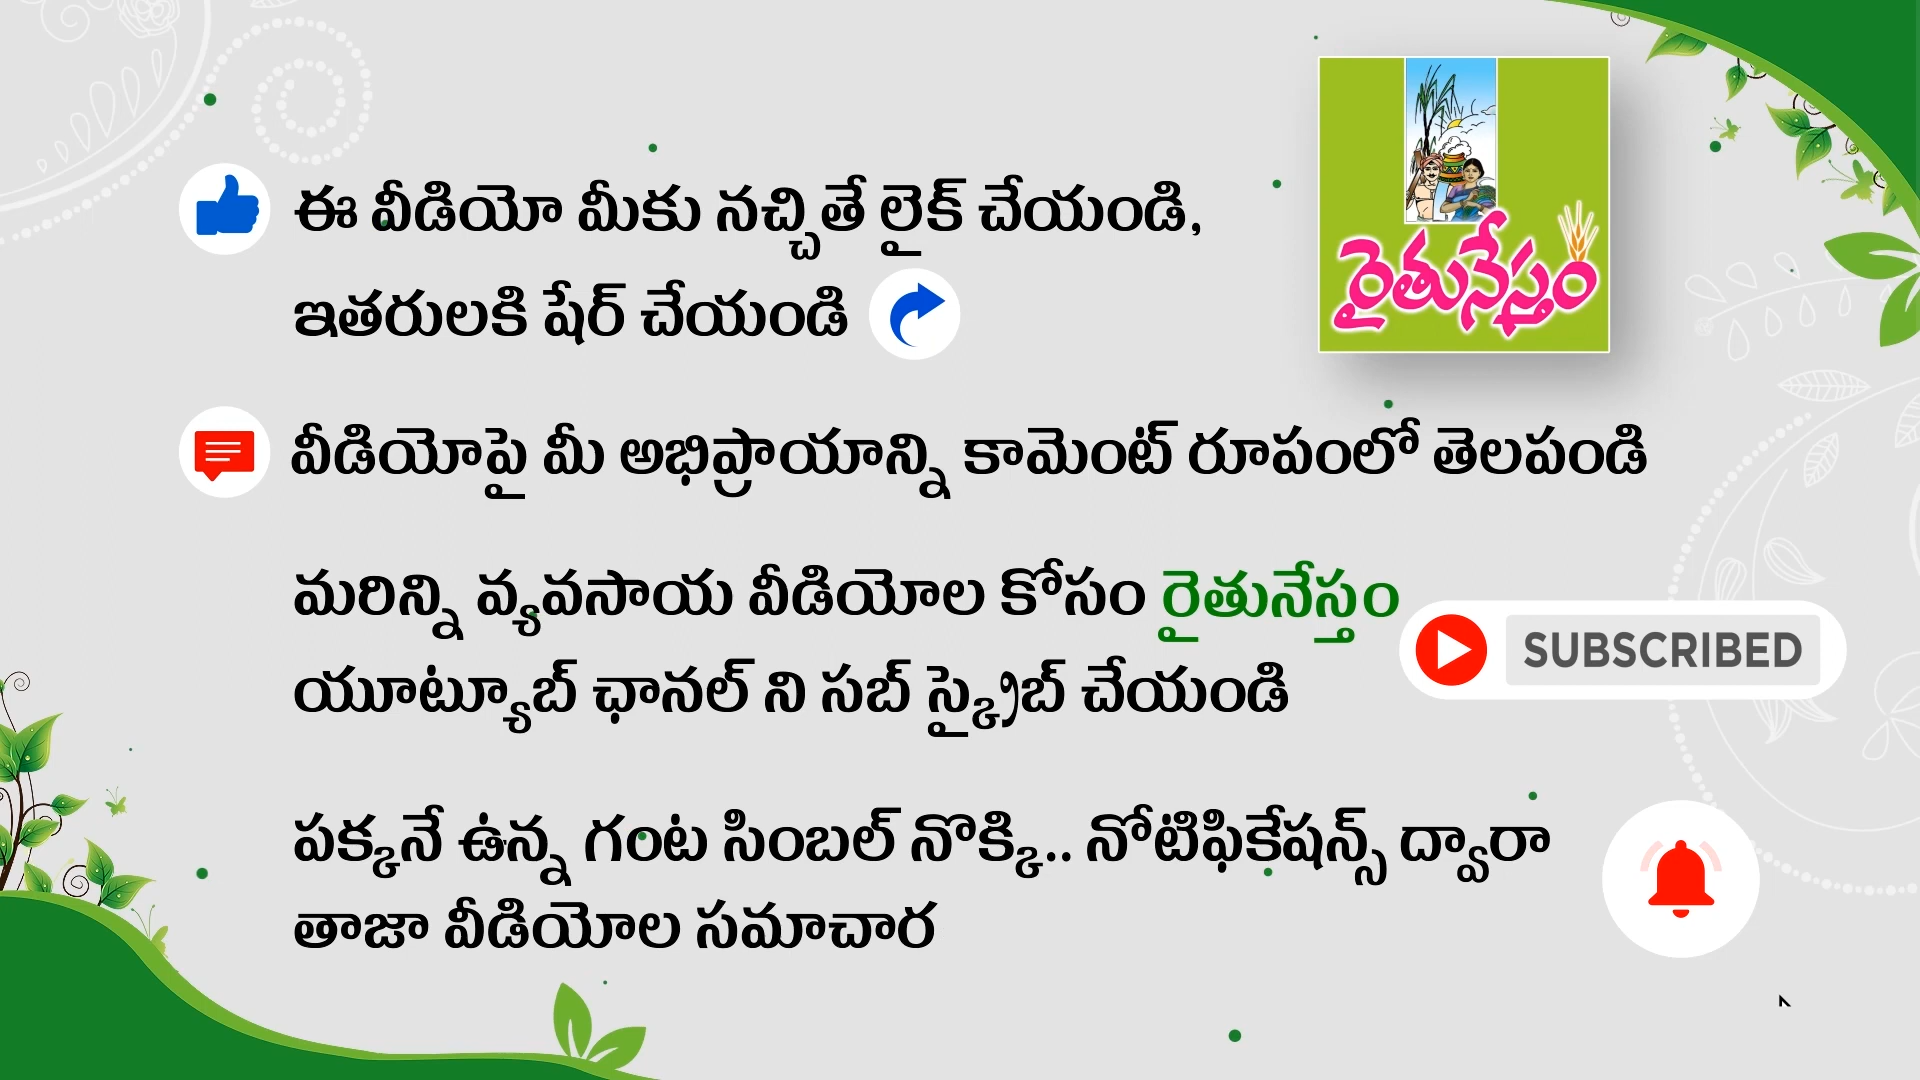 రైతునేస్తం
ఈ వీడియో మీకు నచ్చితే లైక్ చేయండి,
ఇతరులకి షేర్ చేయండి
వీడియోపై మీ అభిప్రాయాన్ని కామెంట్ రూపంలో తెలపండి
మరిన్ని వ్యవసాయ వీడియోల కోసం రైతునేస్తం
యూట్యూబ్ ఛానల్ ని సబ్ స్క్రైబ్ చేయండి
SUBSCRIBED
పక్కనే ఉన్న గంట సింబల్ నొక్కి.. నోటిఫికేషన్స్ ద్వారా
తాజా వీడియోల సమాచార